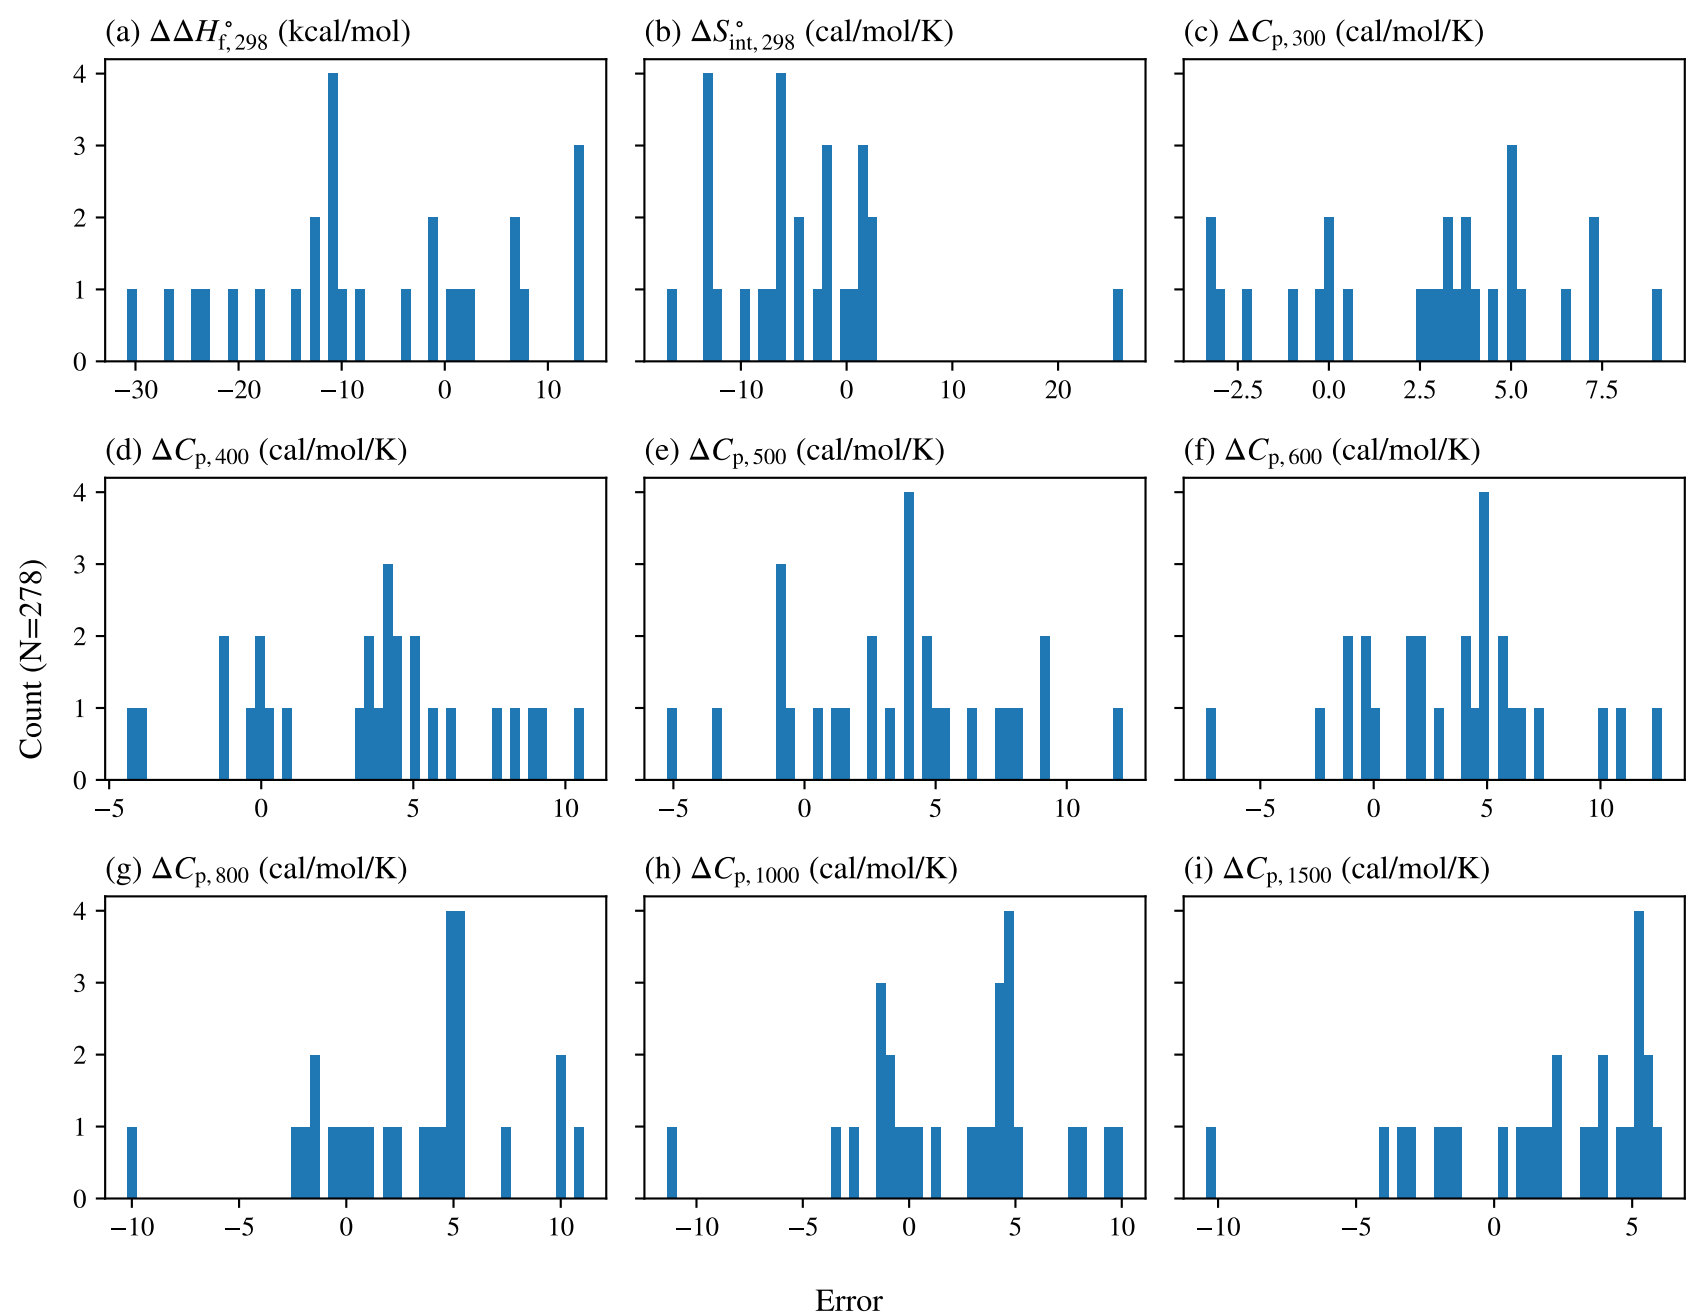 (a) ΔΔH°f, 298 (kcal/mol)
(b) ΔS°int, 298 (cal/mol/K)
(c) ΔCp, 300 (cal/mol/K)
4
3
2
1
0
−30 −20 −10 0 10
−10 0 10 20
−2.5 0.0 2.5 5.0 7.5
(d) ΔCp, 400 (cal/mol/K)
(e) ΔCp, 500 (cal/mol/K)
(f) ΔCp, 600 (cal/mol/K)
Count (N=278)
4
3
2
1
0
−5 0 5 10
−5 0 5 10
−5 0 5 10
(g) ΔCp, 800 (cal/mol/K)
(h) ΔCp, 1000 (cal/mol/K)
(i) ΔCp, 1500 (cal/mol/K)
4
3
2
1
0
−10 −5 0 5 10
−10 −5 0 5 10
−10 −5 0 5
Error